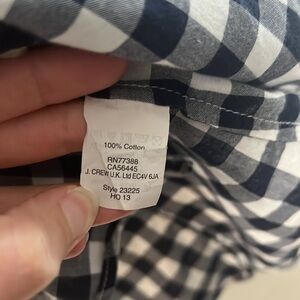 100% Cotton
RN77388
CA56445
J. CREW U.K. Ltd EC4V 6JA
Style 23225
HO 13